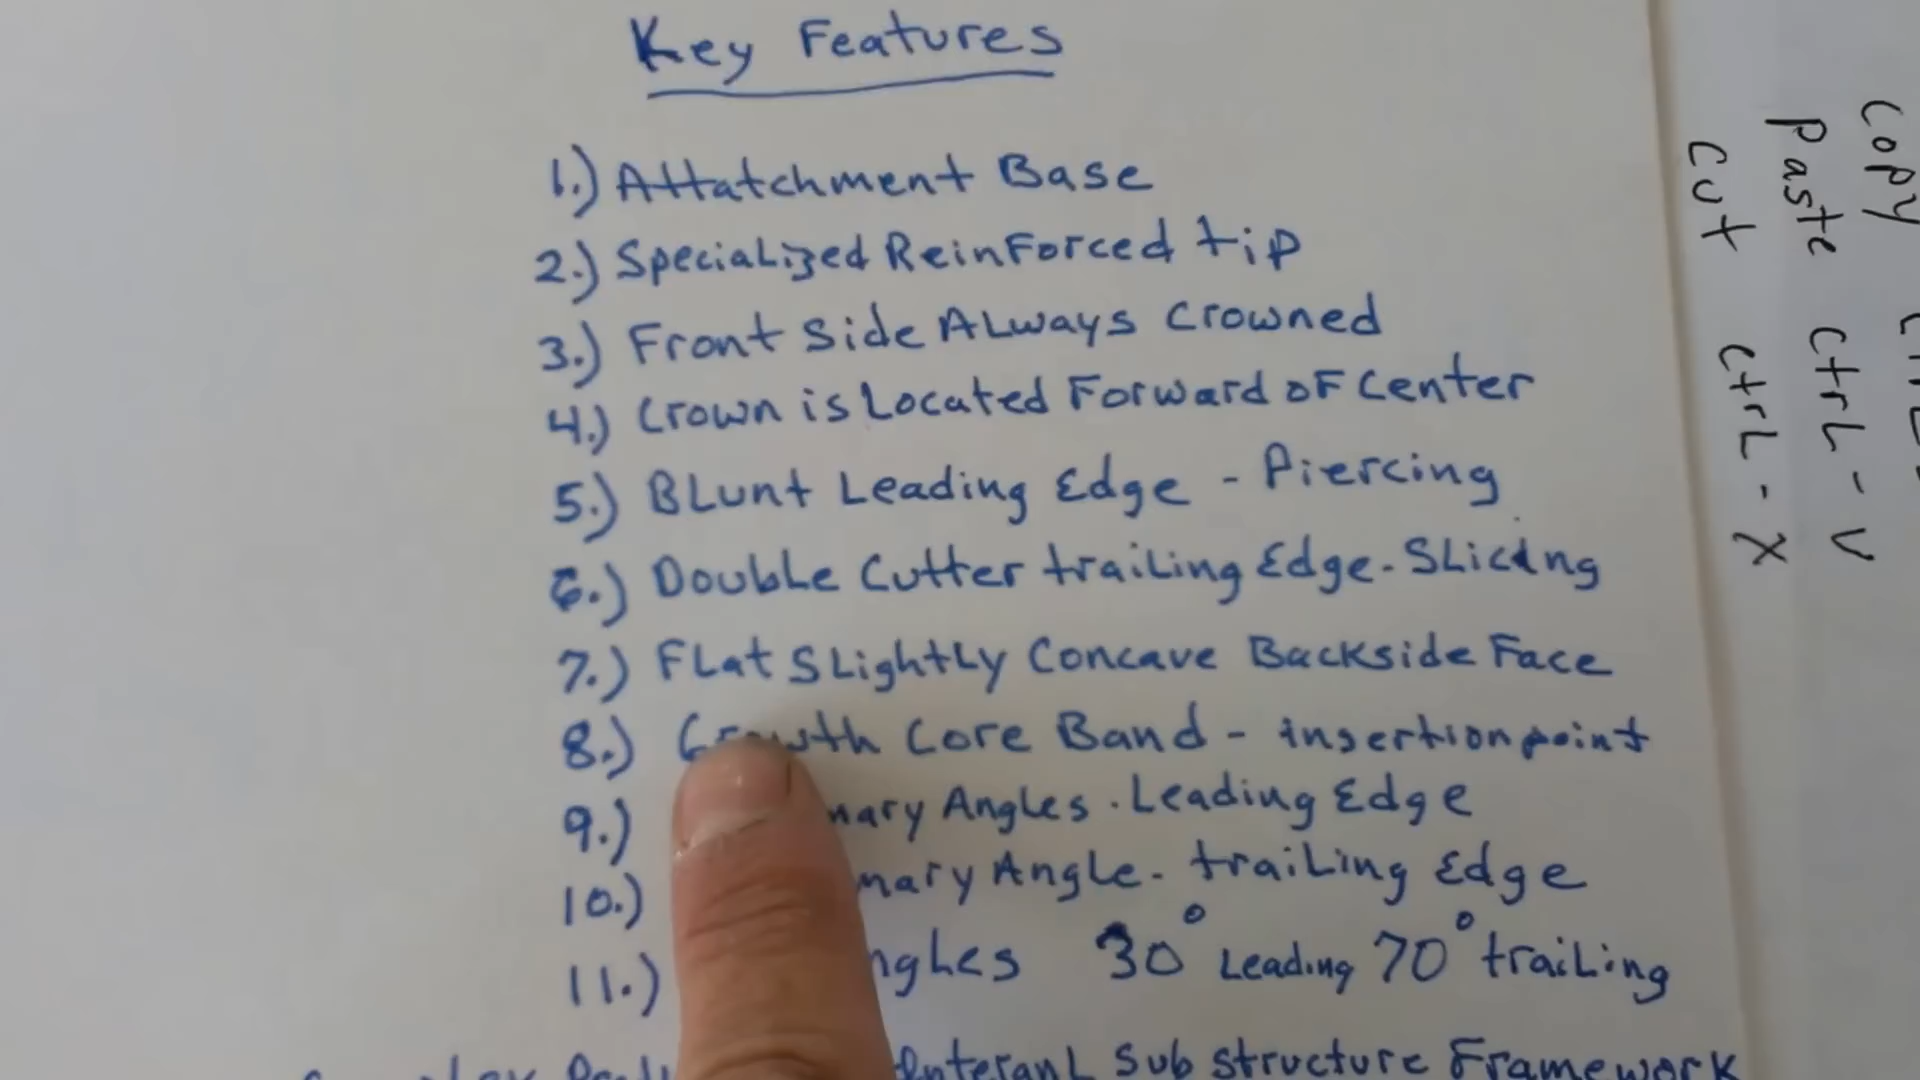 Key Features
1.) Attatchment Base
2.) Specialized Reinforced tip
3.) Front Side Always Crowned
4.) Crown is Located Forward of Center
5.) Blunt Leading Edge - Piercing
6.) Double Cutter trailing Edge - Slicing
7.) Flat Slightly Concave Backside Face
8.) Growth Core Band - insertion point
9.) Angles . Leading Edge
10.) Angle - trailing Edge
11.) 30° Leading 70° trailing
Sub structure Framework
Copy
Paste Ctrl - V
Cut Ctrl - X